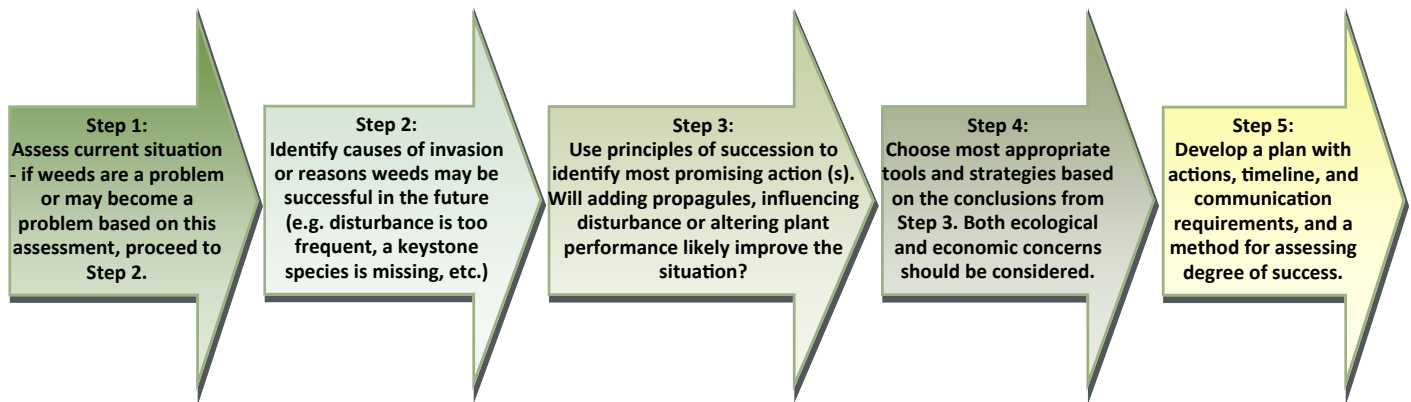 Step 1:
Assess current situation
- if weeds are a problem
or may become a
problem based on this
assessment, proceed to
Step 2.
Step 2:
Identify causes of invasion
or reasons weeds may be
successful in the future
(e.g. disturbance is too
frequent, a keystone
species is missing, etc.)
Step 3:
Use principles of succession to
identify most promising action (s).
Will adding propagules, influencing
disturbance or altering plant
performance likely improve the
situation?
Step 4:
Choose most appropriate
tools and strategies based
on the conclusions from
Step 3. Both ecological
and economic concerns
should be considered.
Step 5:
Develop a plan with
actions, timeline, and
communication
requirements, and a
method for assessing
degree of success.